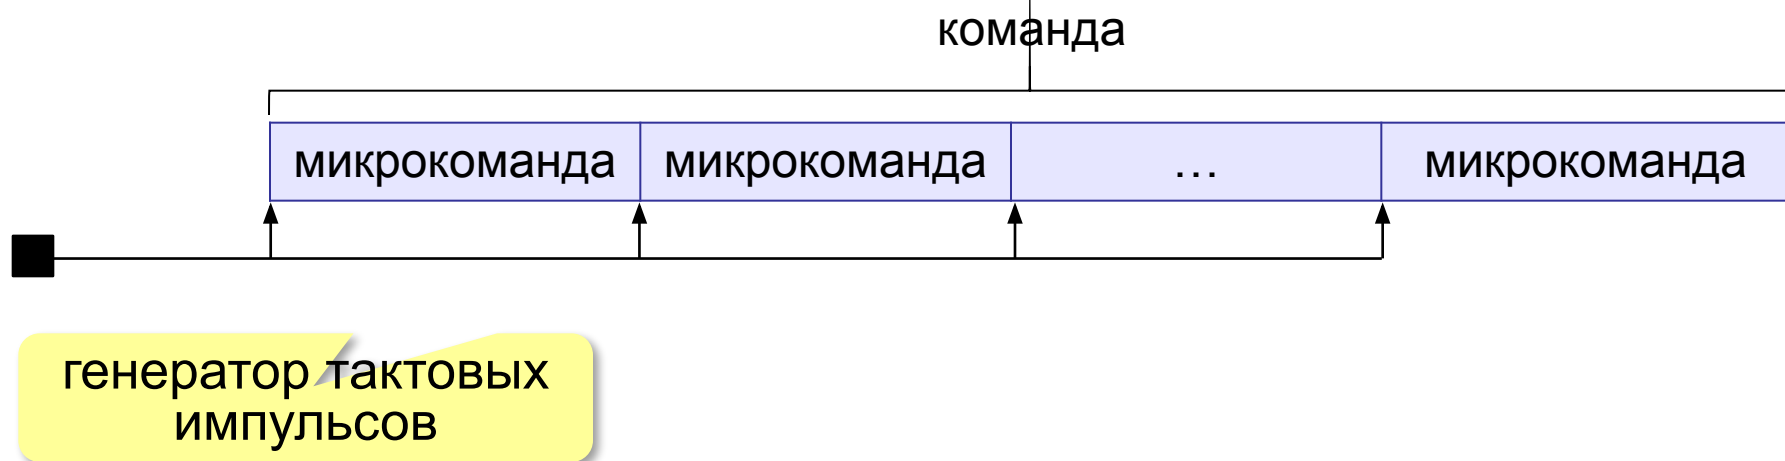 команда
микрокоманда микрокоманда … микрокоманда
генератор тактовых
импульсов